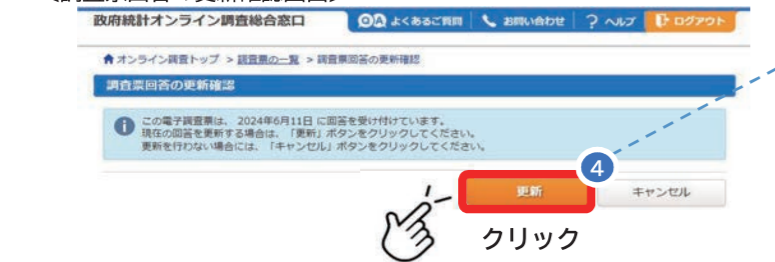 政府統計オンライン調査総合窓口
QA よくあるご質問 お問い合わせ ? ヘルプ ログアウト
オンライン調査トップ > 調査票の一覧 > 調査票回答の更新確認
調査票回答の更新確認
この電子調査票は、 2024年6月11日 に回答を受け付けています。
現在の回答を更新する場合は、「更新」ボタンをクリックしてください。
更新を行わない場合には、「キャンセル」ボタンをクリックしてください。
4
更新 キャンセル
クリック